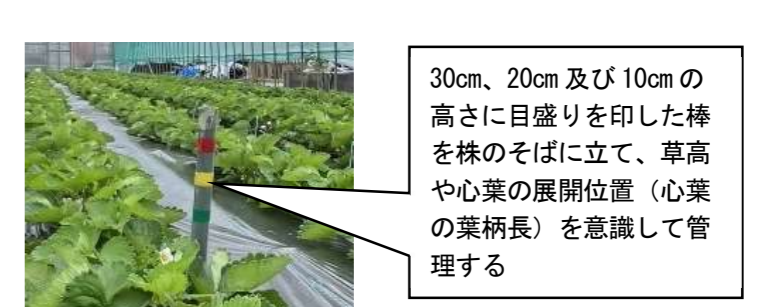 30cm、20cm 及び 10cm の
高さに目盛りを印した棒
を株のそばに立て、草高
や心葉の展開位置（心葉
の葉柄長）を意識して管
理する